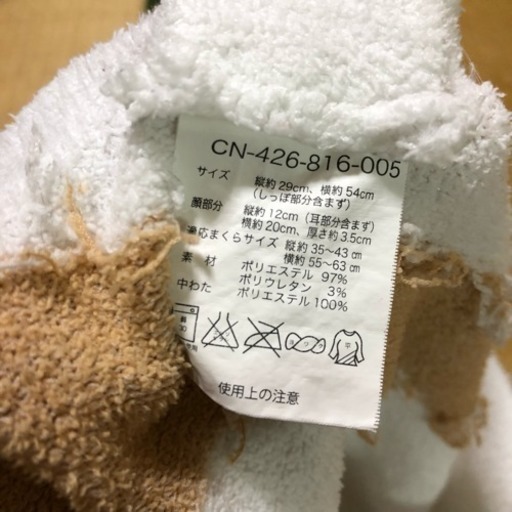 CN-426-816-005
サイズ 縦約29cm、横約54cm
（しっぽ部分含まず）
顔部分 縦約12cm（耳部分含まず）
横約20cm、厚さ約3.5cm
適応まくらサイズ 縦約35〜43㎝
横約55〜63㎝
素材 ポリエステル 97%
ポリウレタン 3%
中わた ポリエステル100%
使用上の注意